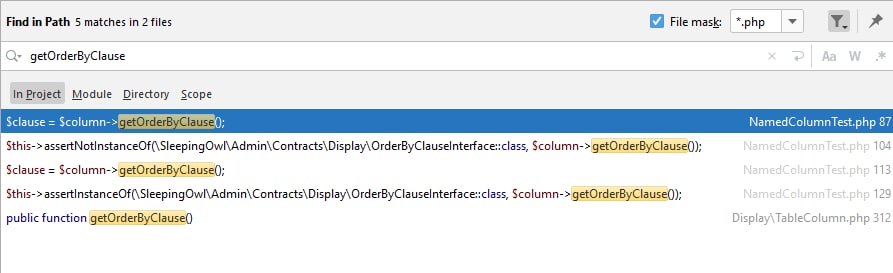 Find in Path 5 matches in 2 files
File mask: *.php
getOrderByClause
Aa W .*
In Project Module Directory Scope
$clause = $column->getOrderByClause(); NamedColumnTest.php 87
$this->assertNotInstanceOf(\SleepingOwl\Admin\Contracts\Display\OrderByClauseInterface::class, $column->getOrderByClause()); NamedColumnTest.php 104
$clause = $column->getOrderByClause(); NamedColumnTest.php 113
$this->assertInstanceOf(\SleepingOwl\Admin\Contracts\Display\OrderByClauseInterface::class, $column->getOrderByClause()); NamedColumnTest.php 129
public function getOrderByClause() Display\TableColumn.php 312